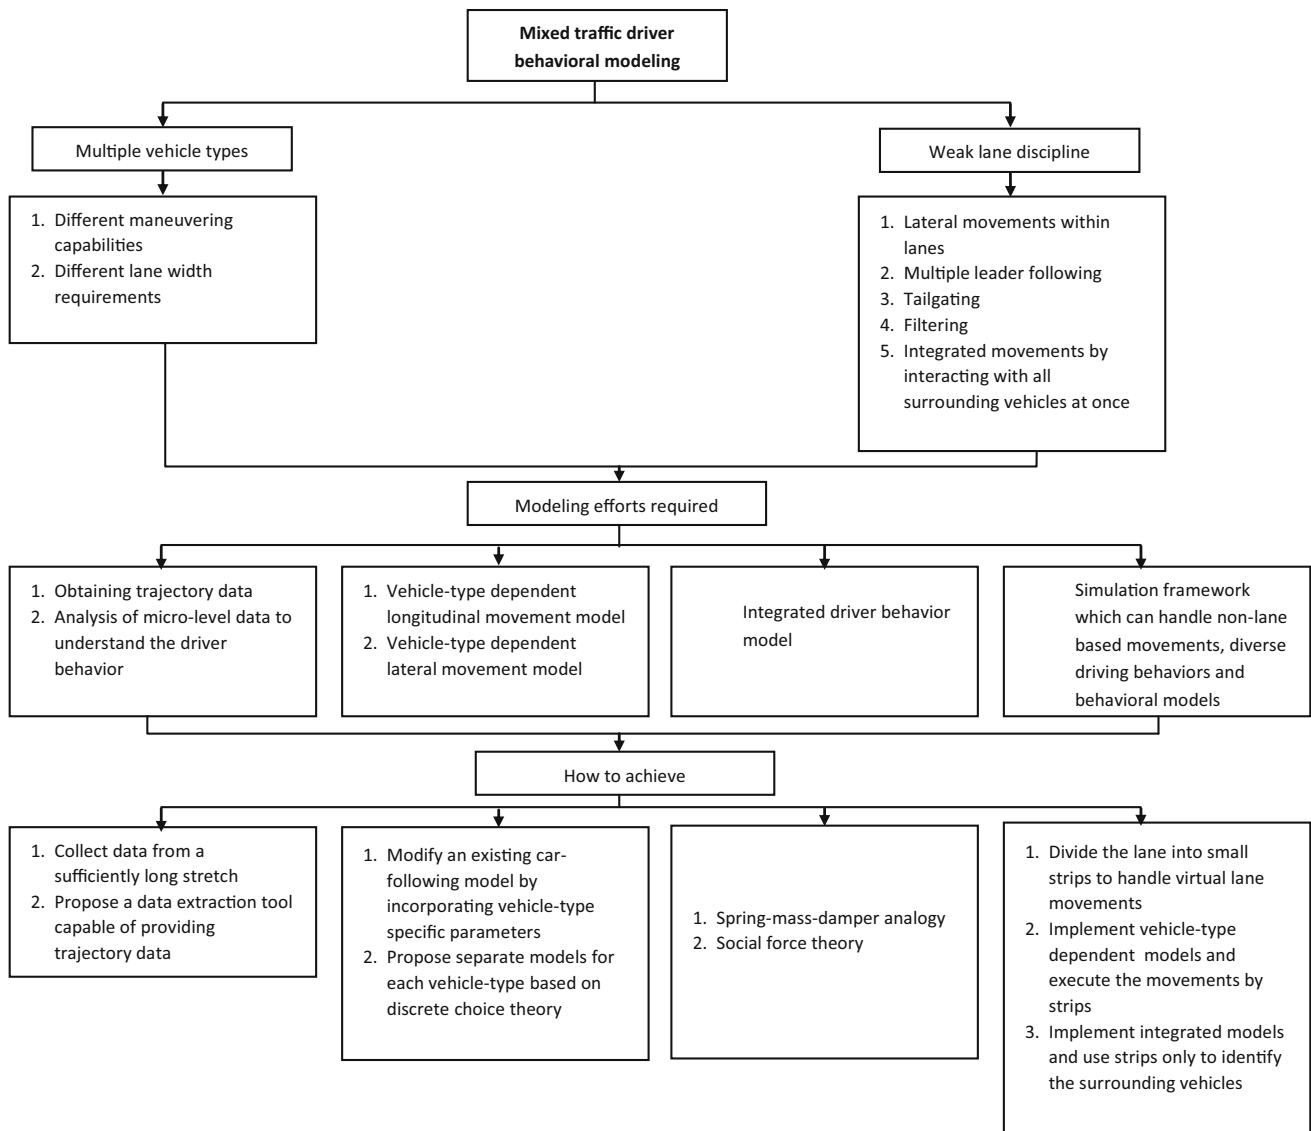 Mixed traffic driver
behavioral modeling
Multiple vehicle types
Weak lane discipline
1. Different maneuvering
capabilities
2. Different lane width
requirements
1. Lateral movements within
lanes
2. Multiple leader following
3. Tailgating
4. Filtering
5. Integrated movements by
interacting with all
surrounding vehicles at once
Modeling efforts required
1. Obtaining trajectory data
2. Analysis of micro-level data to
understand the driver
behavior
1. Vehicle-type dependent
longitudinal movement model
2. Vehicle-type dependent
lateral movement model
Integrated driver behavior
model
Simulation framework
which can handle non-lane
based movements, diverse
driving behaviors and
behavioral models
How to achieve
1. Collect data from a
sufficiently long stretch
2. Propose a data extraction tool
capable of providing
trajectory data
1. Modify an existing car-
following model by
incorporating vehicle-type
specific parameters
2. Propose separate models for
each vehicle-type based on
discrete choice theory
1. Spring-mass-damper analogy
2. Social force theory
1. Divide the lane into small
strips to handle virtual lane
movements
2. Implement vehicle-type
dependent models and
execute the movements by
strips
3. Implement integrated models
and use strips only to identify
the surrounding vehicles